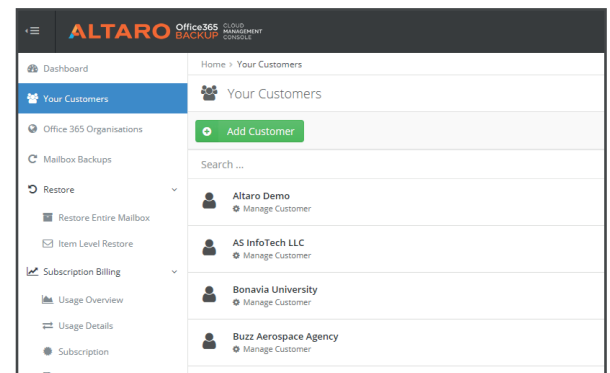 ALTARO Office365 BACKUP CLOUD MANAGEMENT CONSOLE
Dashboard
Your Customers
Office 365 Organisations
Mailbox Backups
Restore
Restore Entire Mailbox
Item Level Restore
Subscription Billing
Usage Overview
Usage Details
Subscription
Home > Your Customers
Your Customers
Add Customer
Search ...
Altaro Demo
Manage Customer
AS InfoTech LLC
Manage Customer
Bonavia University
Manage Customer
Buzz Aerospace Agency
Manage Customer